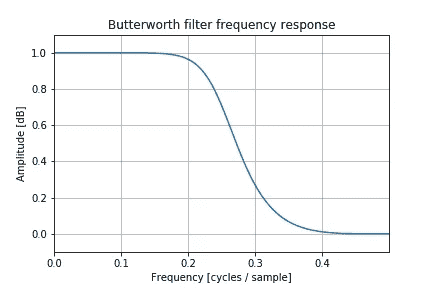 Butterworth filter frequency response
Amplitude [dB]
1.0
0.8
0.6
0.4
0.2
0.0
0.0 0.1 0.2 0.3 0.4
Frequency [cycles / sample]